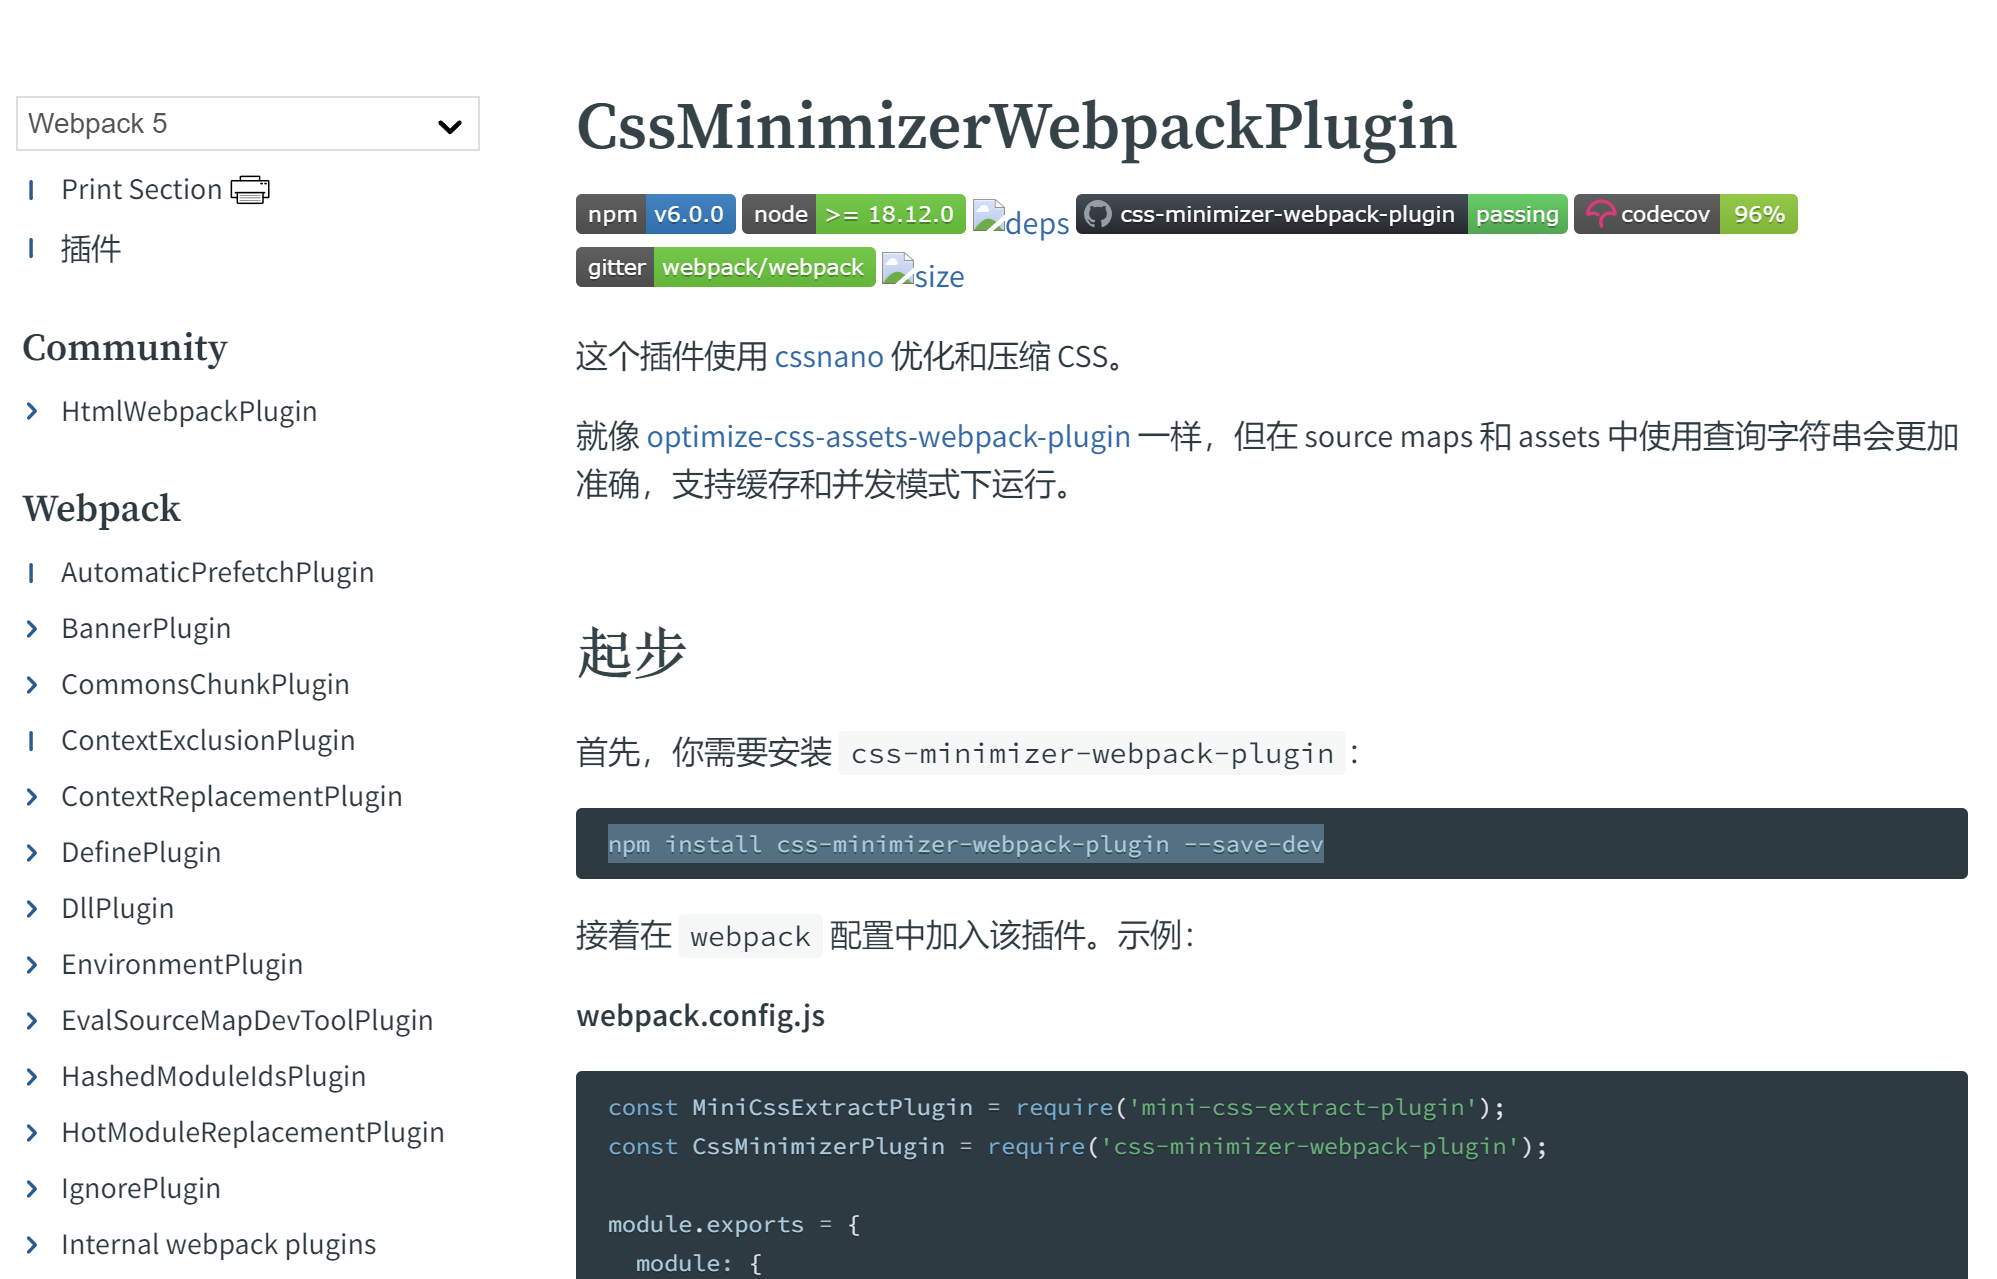 Webpack 5
Print Section
插件
Community
HtmlWebpackPlugin
Webpack
AutomaticPrefetchPlugin
BannerPlugin
CommonsChunkPlugin
ContextExclusionPlugin
ContextReplacementPlugin
DefinePlugin
DllPlugin
EnvironmentPlugin
EvalSourceMapDevToolPlugin
HashedModuleIdsPlugin
HotModuleReplacementPlugin
IgnorePlugin
Internal webpack plugins
CssMinimizerWebpackPlugin
npm v6.0.0 node >= 18.12.0 deps css-minimizer-webpack-plugin passing codecov 96%
gitter webpack/webpack size
这个插件使用 cssnano 优化和压缩 CSS。
就像 optimize-css-assets-webpack-plugin 一样，但在 source maps 和 assets 中使用查询字符串会更加
准确，支持缓存和并发模式下运行。
起步
首先，你需要安装 css-minimizer-webpack-plugin：
npm install css-minimizer-webpack-plugin --save-dev
接着在 webpack 配置中加入该插件。示例：
webpack.config.js
const MiniCssExtractPlugin = require('mini-css-extract-plugin');
const CssMinimizerPlugin = require('css-minimizer-webpack-plugin');
module.exports = {
module: {